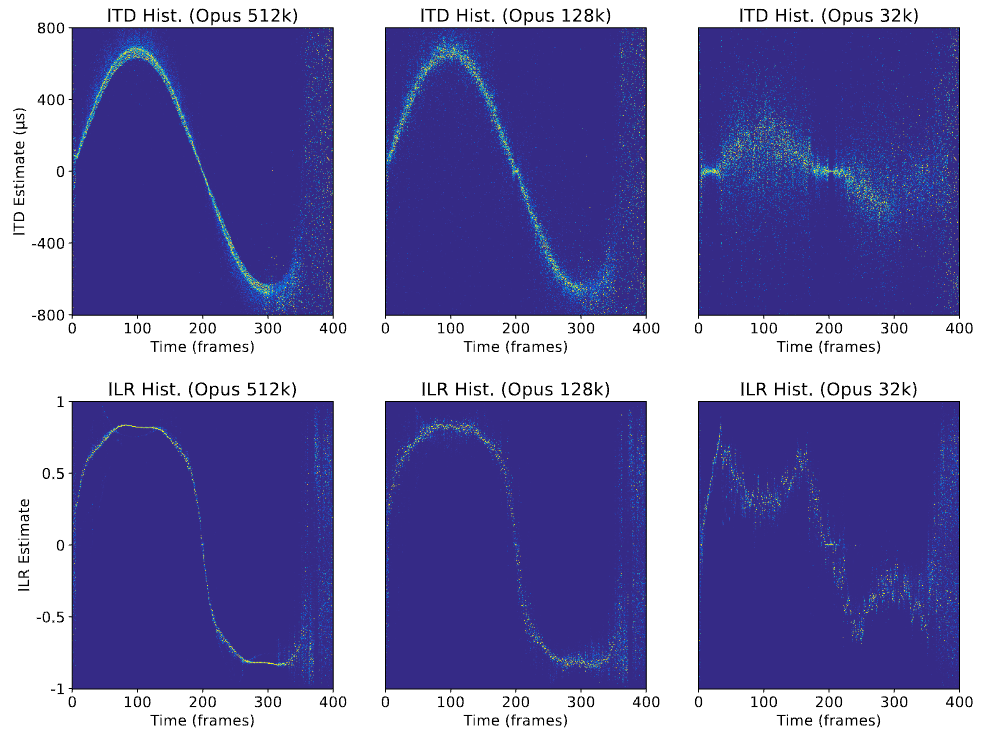 ITD Hist. (Opus 512k) ITD Hist. (Opus 128k) ITD Hist. (Opus 32k)
800
400
0
-400
-800
ITD Estimate (μs)
0 100 200 300 400 0 100 200 300 400 0 100 200 300 400
Time (frames) Time (frames) Time (frames)
ILR Hist. (Opus 512k) ILR Hist. (Opus 128k) ILR Hist. (Opus 32k)
1
0.5
0
-0.5
-1
ILR Estimate
0 100 200 300 400 0 100 200 300 400 0 100 200 300 400
Time (frames) Time (frames) Time (frames)